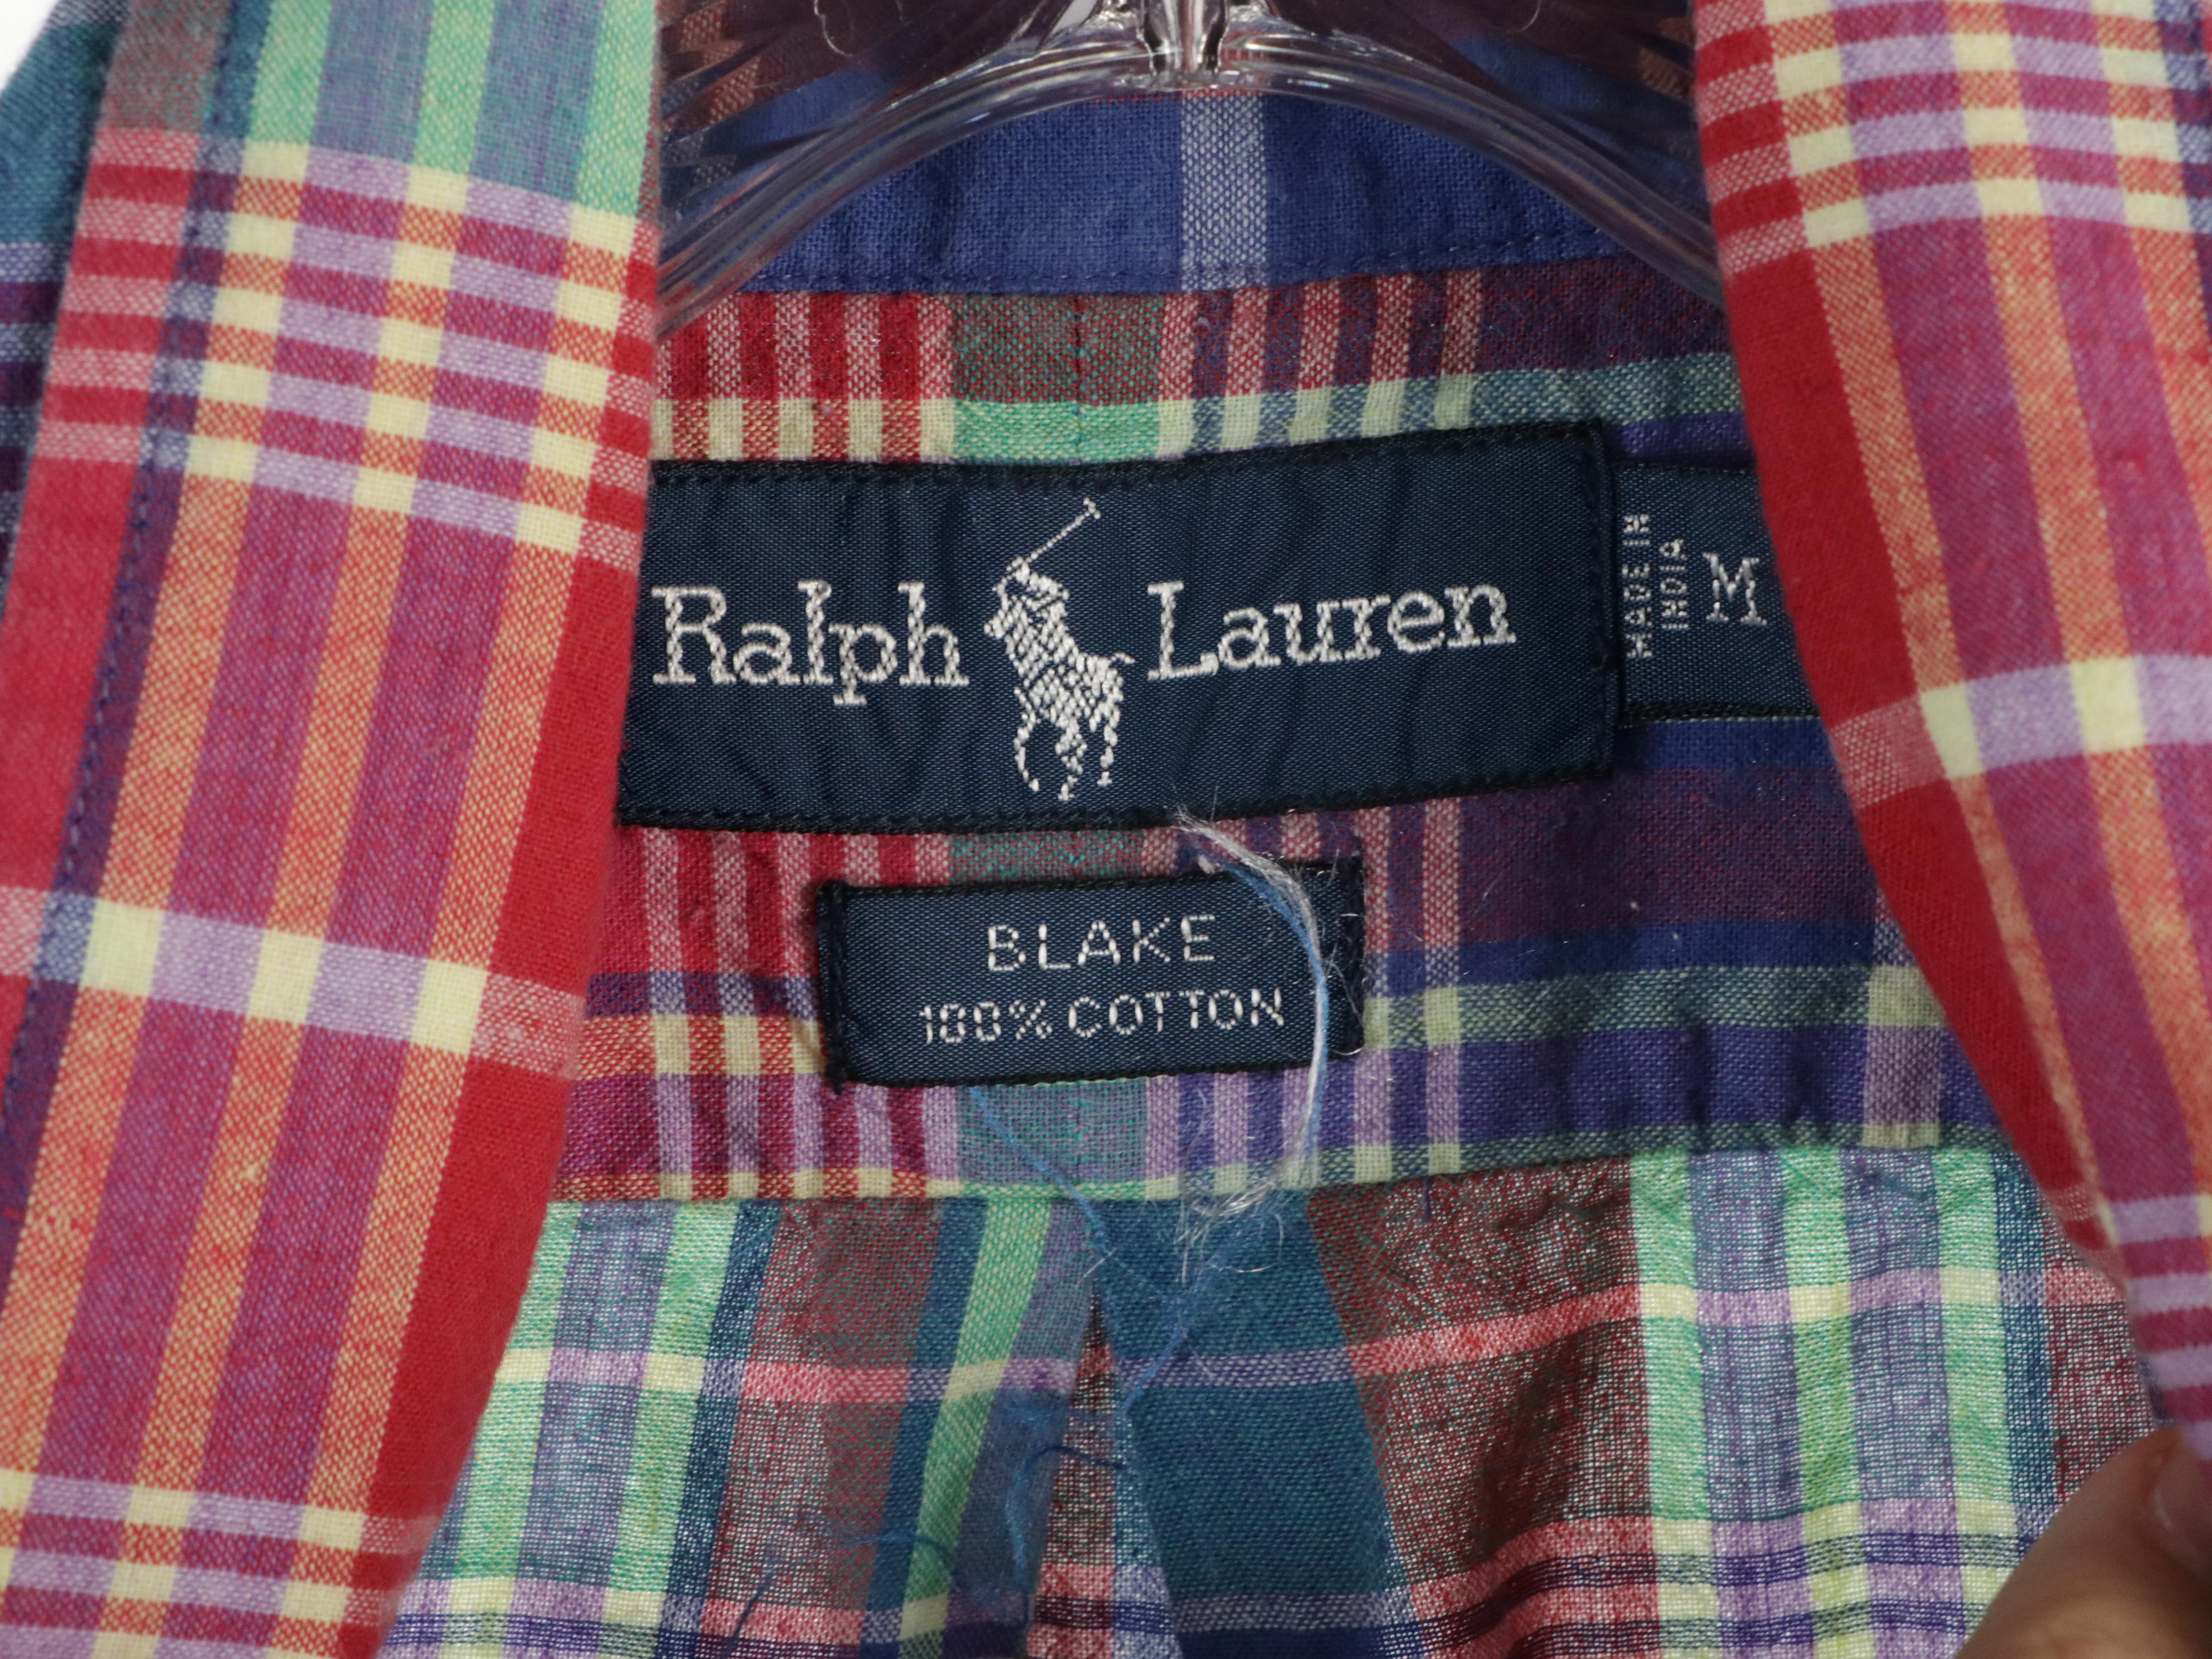 Ralph Lauren
MADE IN
INDIA
M
BLAKE
100% COTTON